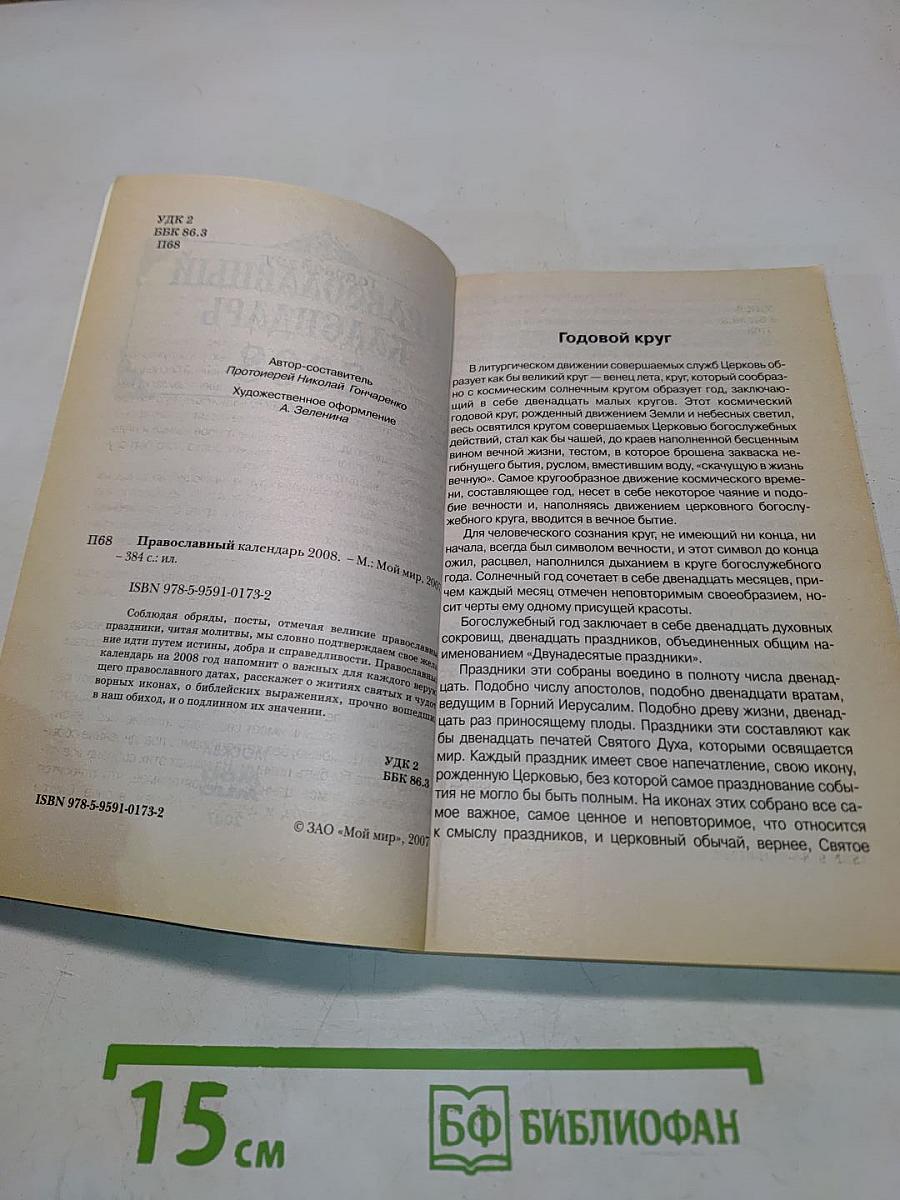 УДК 2
ББК 86.3
П68
Автор-составитель
Протоиерей Николай Гончаренко
Художественное оформление
А. Зеленина
П68 Православный календарь 2008. – М.: Мой мир, 2007
– 384 с.: ил.
ISBN 978-5-9591-0173-2
Соблюдая обряды, посты, отмечая великие православны
праздники, читая молитвы, мы словно подтверждаем свое жела
ние идти путем истины, добра и справедливости. Православны
календарь на 2008 год напомнит о важных для каждого верую
щего православного датах, расскажет о житиях святых и чудо
ворных иконах, о библейских выражениях, прочно вошедши
в наш обиход, и о подлинном их значении.
УДК 2
ББК 86.3
ISBN 978-5-9591-0173-2
© ЗАО «Мой мир», 2007
Годовой круг
В литургическом движении совершаемых служб Церковь об-
разует как бы великий круг — венец лета, круг, который сообраз-
но с космическим солнечным кругом образует год, заключаю-
щий в себе двенадцать малых кругов. Этот космический
годовой круг, рожденный движением Земли и небесных светил,
весь освятился кругом совершаемых Церковью богослужебных
действий, стал как бы чашей, до краев наполненной бесценным
вином вечной жизни, тестом, в которое брошена закваска не-
гибнущего бытия, руслом, вместившим воду, «скачущую в жизнь
вечную». Самое кругообразное движение космического време-
ни, составляющее год, несет в себе некоторое чаяние и подо-
бие вечности и, наполняясь движением церковного богослу-
жебного круга, вводится в вечное бытие.
Для человеческого сознания круг, не имеющий ни конца, ни
начала, всегда был символом вечности, и этот символ до конца
ожил, расцвел, наполнился дыханием в круге богослужебного
года. Солнечный год сочетает в себе двенадцать месяцев, при-
чем каждый месяц отмечен неповторимым своеобразием, но-
сит черты ему одному присущей красоты.
Богослужебный год заключает в себе двенадцать духовных
сокровищ, двенадцать праздников, объединенных общим на-
именованием «Двунадесятые праздники».
Праздники эти собраны воедино в полноту числа двенад-
цать. Подобно числу апостолов, подобно двенадцати вратам,
ведущим в Горний Иерусалим. Подобно древу жизни, двенад-
цать раз приносящему плоды. Праздники эти составляют как
бы двенадцать печатей Святого Духа, которыми освящается
мир. Каждый праздник имеет свое напечатление, свою икону,
рожденную Церковью, без которой самое празднование собы-
тия не могло бы быть полным. На иконах этих собрано все са-
мое важное, самое ценное и неповторимое, что относится
к смыслу праздников, и церковный обычай, вернее, Святое
15 см
БФ БИБЛИОФАН